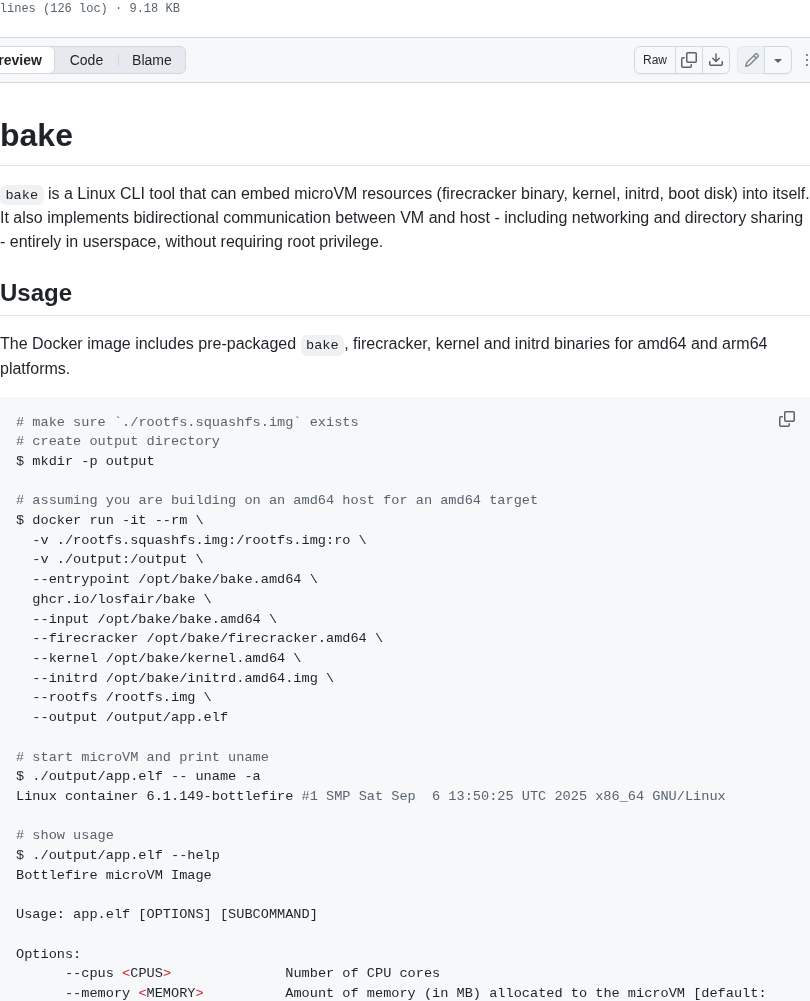 lines (126 loc) · 9.18 KB
review Code Blame Raw
bake
bake is a Linux CLI tool that can embed microVM resources (firecracker binary, kernel, initrd, boot disk) into itself.
It also implements bidirectional communication between VM and host - including networking and directory sharing
- entirely in userspace, without requiring root privilege.
Usage
The Docker image includes pre-packaged bake, firecracker, kernel and initrd binaries for amd64 and arm64
platforms.
# make sure `./rootfs.squashfs.img` exists
# create output directory
$ mkdir -p output
# assuming you are building on an amd64 host for an amd64 target
$ docker run -it --rm \
  -v ./rootfs.squashfs.img:/rootfs.img:ro \
  -v ./output:/output \
  --entrypoint /opt/bake/bake.amd64 \
  ghcr.io/losfair/bake \
  --input /opt/bake/bake.amd64 \
  --firecracker /opt/bake/firecracker.amd64 \
  --kernel /opt/bake/kernel.amd64 \
  --initrd /opt/bake/initrd.amd64.img \
  --rootfs /rootfs.img \
  --output /output/app.elf
# start microVM and print uname
$ ./output/app.elf -- uname -a
Linux container 6.1.149-bottlefire #1 SMP Sat Sep  6 13:50:25 UTC 2025 x86_64 GNU/Linux
# show usage
$ ./output/app.elf --help
Bottlefire microVM Image
Usage: app.elf [OPTIONS] [SUBCOMMAND]
Options:
      --cpus <CPUS>              Number of CPU cores
      --memory <MEMORY>          Amount of memory (in MB) allocated to the microVM [default: